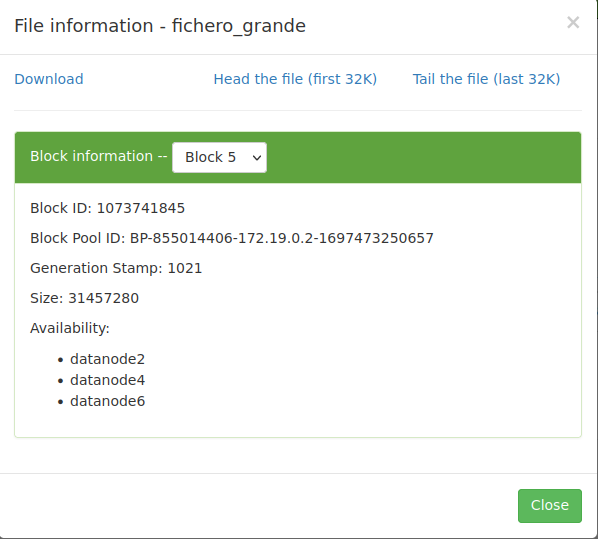 File information - fichero_grande
×
Download Head the file (first 32K) Tail the file (last 32K)
Block information -- Block 5
Block ID: 1073741845
Block Pool ID: BP-855014406-172.19.0.2-1697473250657
Generation Stamp: 1021
Size: 31457280
Availability:
• datanode2
• datanode4
• datanode6
Close